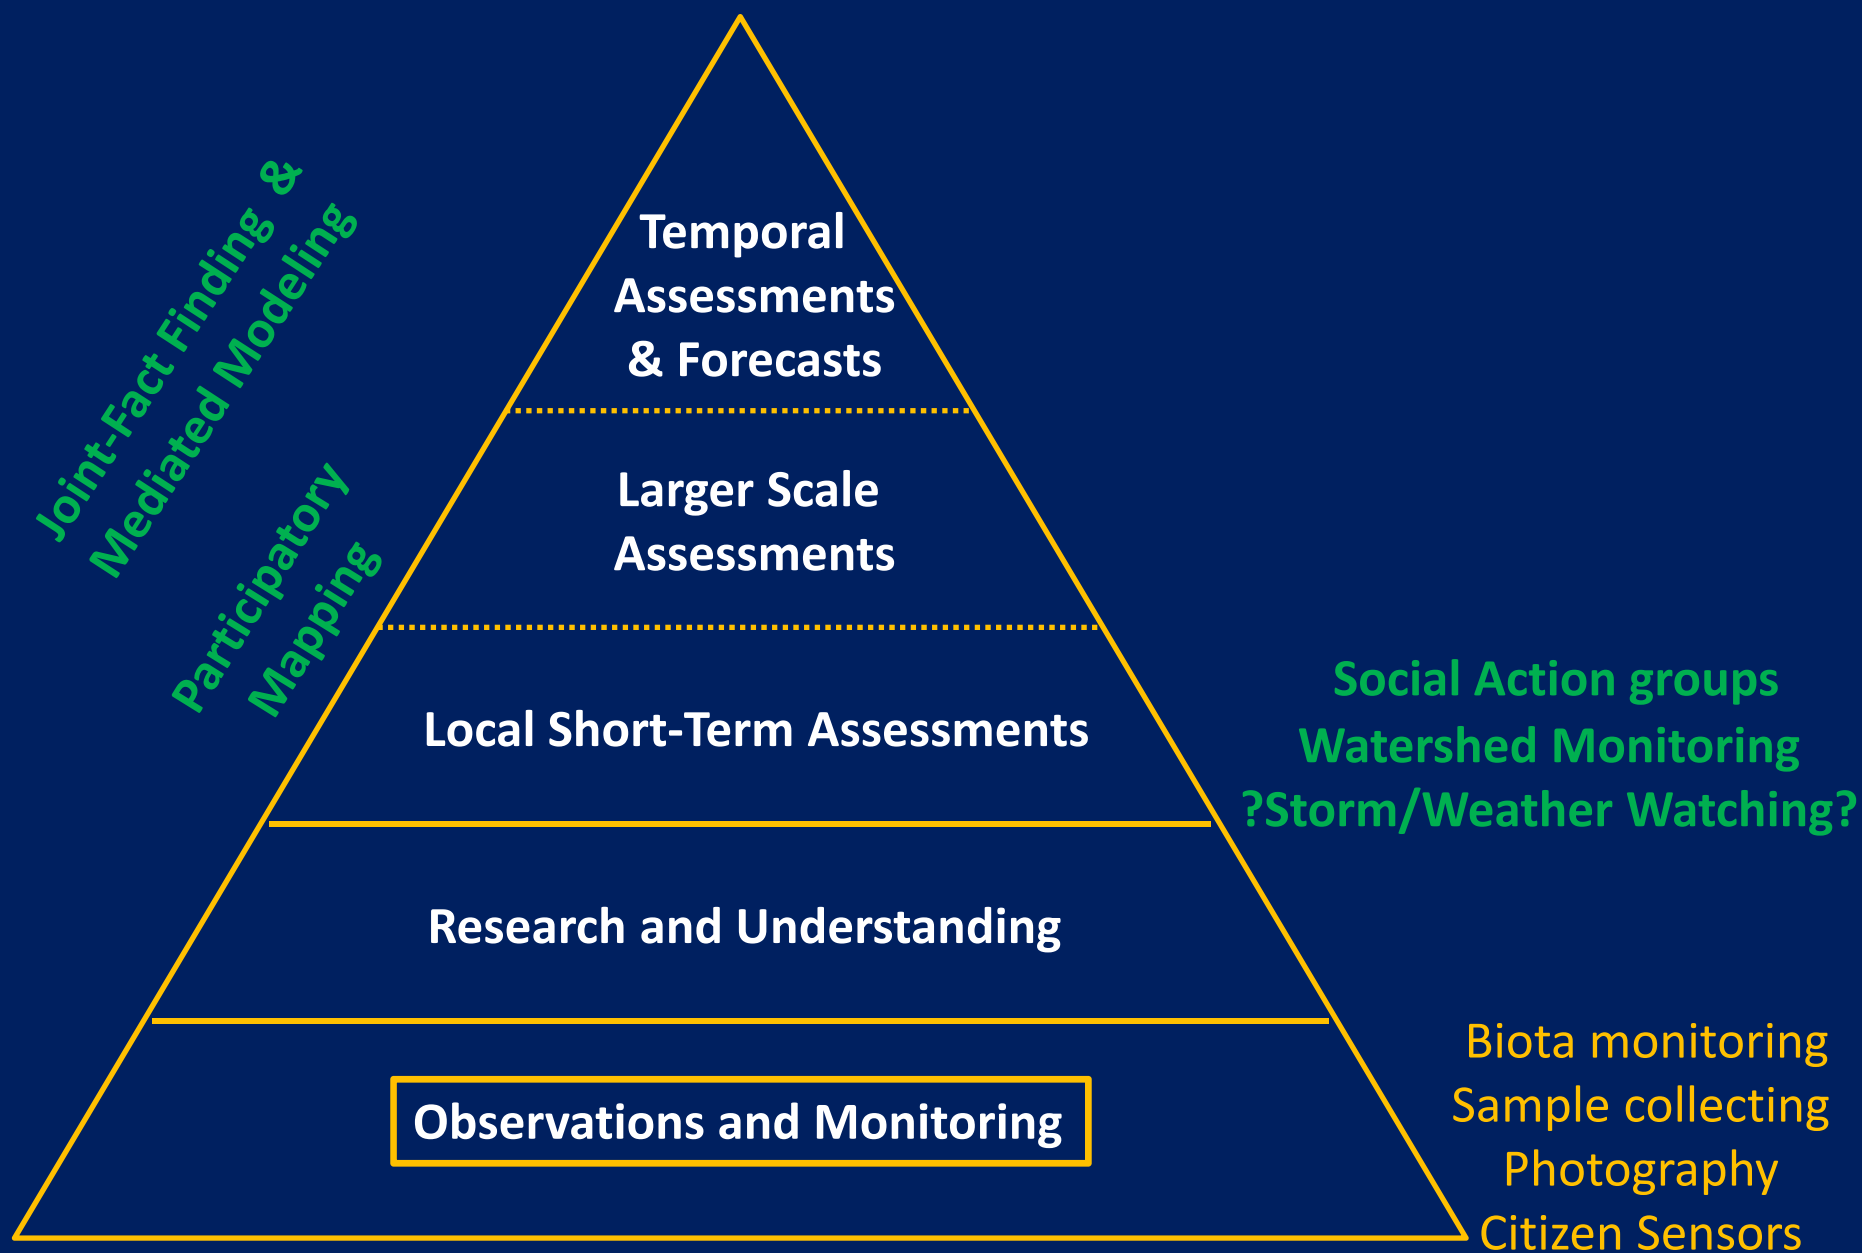 Joint-Fact Finding &
Mediated Modeling
Participatory
Mapping
Temporal
Assessments
& Forecasts
Larger Scale
Assessments
Local Short-Term Assessments
Research and Understanding
Observations and Monitoring
Social Action groups
Watershed Monitoring
?Storm/Weather Watching?
Biota monitoring
Sample collecting
Photography
Citizen Sensors